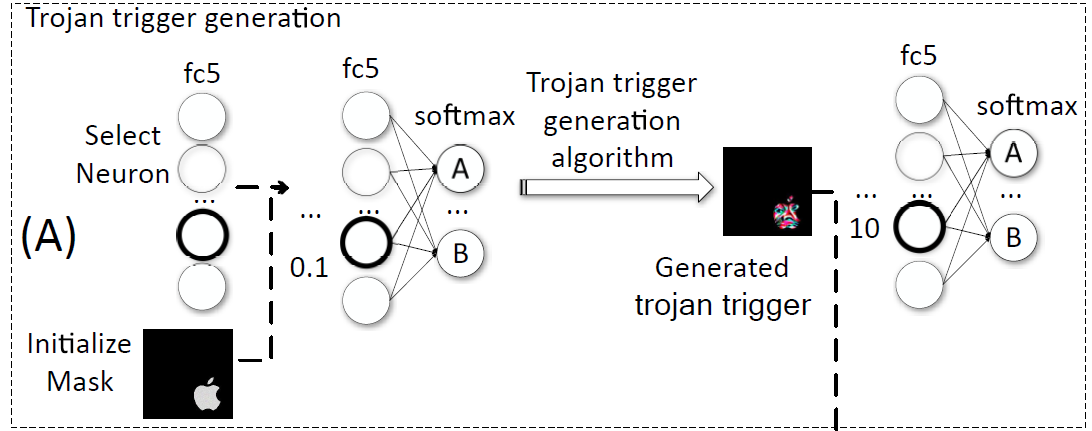 Trojan trigger generation
fc5
Select
Neuron
...
(A)
Initialize
Mask
fc5
softmax
A
...
...
...
B
0.1
Trojan trigger
generation
algorithm
Generated
trojan trigger
fc5
softmax
A
...
...
...
10
B